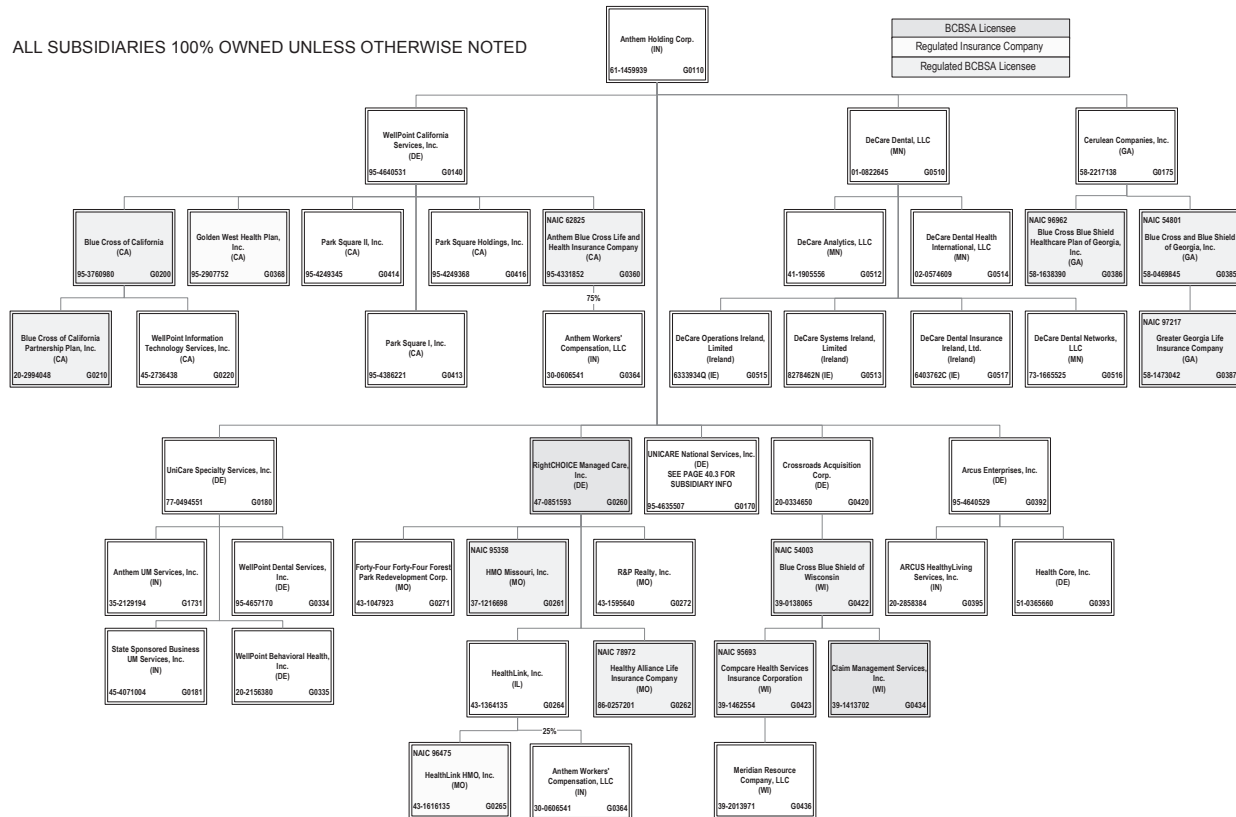 ALL SUBSIDIARIES 100% OWNED UNLESS OTHERWISE NOTED
Anthem Holding Corp.
(IN)
61-1459939 G0110
BCBSA Licensee
Regulated Insurance Company
Regulated BCBSA Licensee
WellPoint California
Services, Inc.
(DE)
95-4640531 G0140
DeCare Dental, LLC
(MN)
01-0822645 G0510
Cerulean Companies, Inc.
(GA)
58-2217138 G0175
Blue Cross of California
(CA)
95-3760980 G0200
Golden West Health Plan,
Inc.
(CA)
95-2907752 G0368
Park Square II, Inc.
(CA)
95-4249345 G0414
Park Square Holdings, Inc.
(CA)
95-4249368 G0416
NAIC 62825
Anthem Blue Cross Life and
Health Insurance Company
(CA)
95-4331852 G0360
DeCare Analytics, LLC
(MN)
41-1905556 G0512
DeCare Dental Health
International, LLC
(MN)
02-0574609 G0514
NAIC 96962
Blue Cross Blue Shield
Healthcare Plan of Georgia,
Inc.
(GA)
58-1638390 G0386
NAIC 54801
Blue Cross and Blue Shield
of Georgia, Inc.
(GA)
58-0469845 G0385
75%
Blue Cross of California
Partnership Plan, Inc.
(CA)
20-2994048 G0210
WellPoint Information
Technology Services, Inc.
(CA)
45-2736438 G0220
Park Square I, Inc.
(CA)
95-4386221 G0413
Anthem Workers'
Compensation, LLC
(IN)
30-0606541 G0364
DeCare Operations Ireland,
Limited
(Ireland)
6333934Q (IE) G0515
DeCare Systems Ireland,
Limited
(Ireland)
8278462N (IE) G0513
DeCare Dental Insurance
Ireland, Ltd.
(Ireland)
6403762C (IE) G0517
DeCare Dental Networks,
LLC
(MN)
73-1665525 G0516
NAIC 97217
Greater Georgia Life
Insurance Company
(GA)
58-1473042 G0387
UniCare Specialty Services, Inc.
(DE)
77-0494551 G0180
RightCHOICE Managed Care,
Inc.
(DE)
47-0851593 G0260
UNICARE National Services, Inc.
(DE)
SEE PAGE 40.3 FOR
SUBSIDIARY INFO
95-4635507 G0170
Crossroads Acquisition
Corp.
(DE)
20-0334650 G0420
Arcus Enterprises, Inc.
(DE)
95-4640529 G0392
Anthem UM Services, Inc.
(IN)
35-2129194 G1731
WellPoint Dental Services,
Inc.
(DE)
95-4657170 G0334
Forty-Four Forty-Four Forest
Park Redevelopment Corp.
(MO)
43-1047923 G0271
NAIC 95358
HMO Missouri, Inc.
(MO)
37-1216698 G0261
R&P Realty, Inc.
(MO)
43-1595640 G0272
NAIC 54003
Blue Cross Blue Shield of
Wisconsin
(WI)
39-0138065 G0422
ARCUS HealthyLiving
Services, Inc.
(IN)
20-2858384 G0395
Health Core, Inc.
(DE)
51-0365660 G0393
State Sponsored Business
UM Services, Inc.
(IN)
45-4071004 G0181
WellPoint Behavioral Health,
Inc.
(DE)
20-2156380 G0335
HealthLink, Inc.
(IL)
43-1364135 G0264
NAIC 78972
Healthy Alliance Life
Insurance Company
(MO)
86-0257201 G0262
NAIC 95693
Compcare Health Services
Insurance Corporation
(WI)
39-1462554 G0423
Claim Management Services,
Inc.
(WI)
39-1413702 G0434
25%
NAIC 96475
HealthLink HMO, Inc.
(MO)
43-1616135 G0265
Anthem Workers'
Compensation, LLC
(IN)
30-0606541 G0364
Meridian Resource
Company, LLC
(WI)
39-2013971 G0436